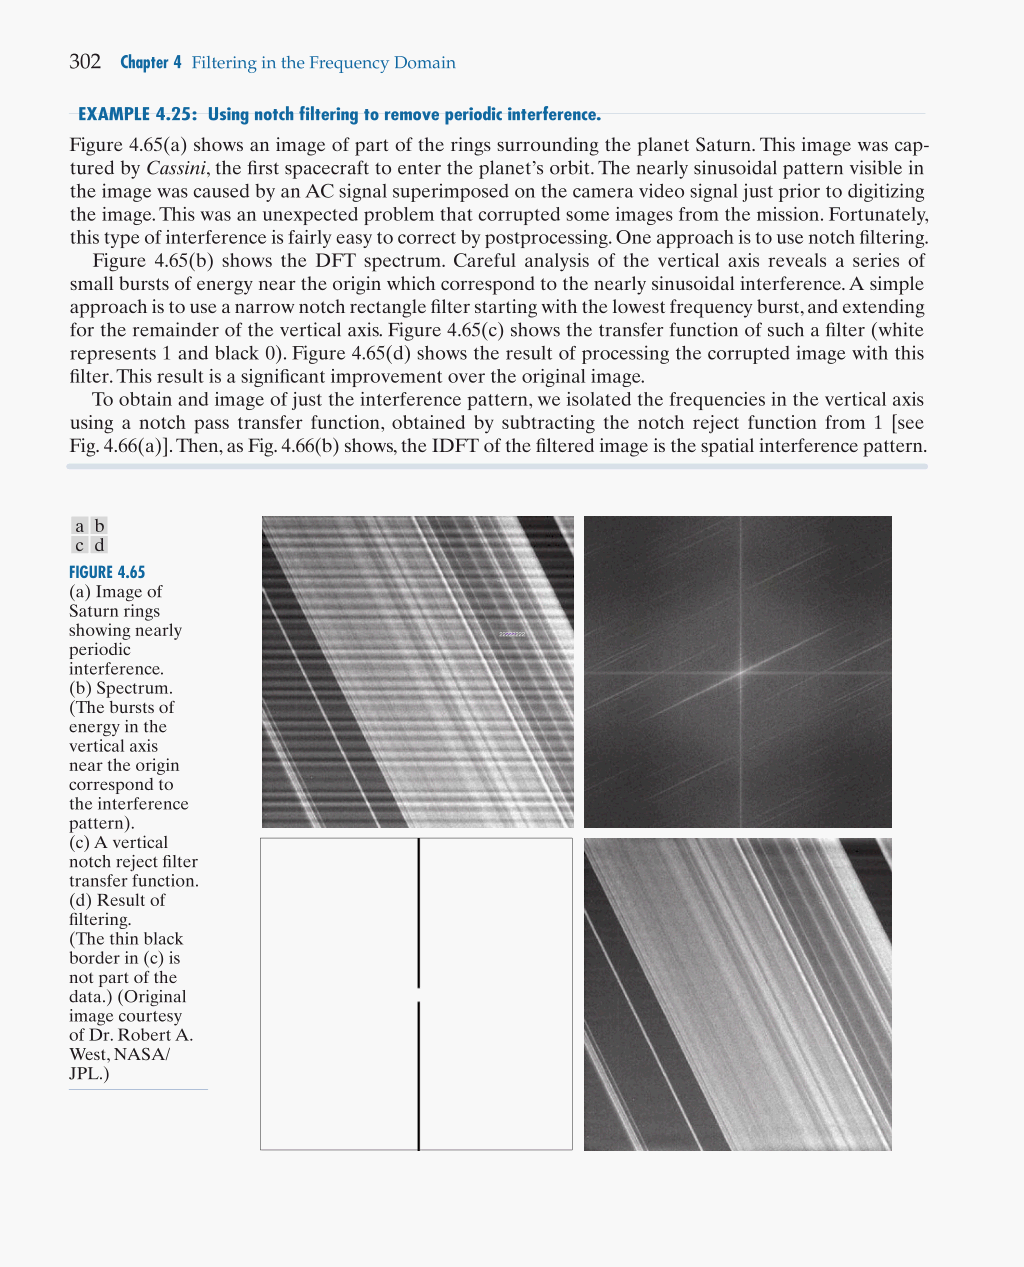 302 Chapter 4 Filtering in the Frequency Domain
EXAMPLE 4.25: Using notch filtering to remove periodic interference.
Figure 4.65(a) shows an image of part of the rings surrounding the planet Saturn. This image was cap-
tured by Cassini, the first spacecraft to enter the planet’s orbit. The nearly sinusoidal pattern visible in
the image was caused by an AC signal superimposed on the camera video signal just prior to digitizing
the image. This was an unexpected problem that corrupted some images from the mission. Fortunately,
this type of interference is fairly easy to correct by postprocessing. One approach is to use notch filtering.
Figure 4.65(b) shows the DFT spectrum. Careful analysis of the vertical axis reveals a series of
small bursts of energy near the origin which correspond to the nearly sinusoidal interference. A simple
approach is to use a narrow notch rectangle filter starting with the lowest frequency burst, and extending
for the remainder of the vertical axis. Figure 4.65(c) shows the transfer function of such a filter (white
represents 1 and black 0). Figure 4.65(d) shows the result of processing the corrupted image with this
filter. This result is a significant improvement over the original image.
To obtain and image of just the interference pattern, we isolated the frequencies in the vertical axis
using a notch pass transfer function, obtained by subtracting the notch reject function from 1 [see
Fig. 4.66(a)]. Then, as Fig. 4.66(b) shows, the IDFT of the filtered image is the spatial interference pattern.
a b
c d
FIGURE 4.65
(a) Image of
Saturn rings
showing nearly
periodic
interference.
(b) Spectrum.
(The bursts of
energy in the
vertical axis
near the origin
correspond to
the interference
pattern).
(c) A vertical
notch reject filter
transfer function.
(d) Result of
filtering.
(The thin black
border in (c) is
not part of the
data.) (Original
image courtesy
of Dr. Robert A.
West, NASA/
JPL.)